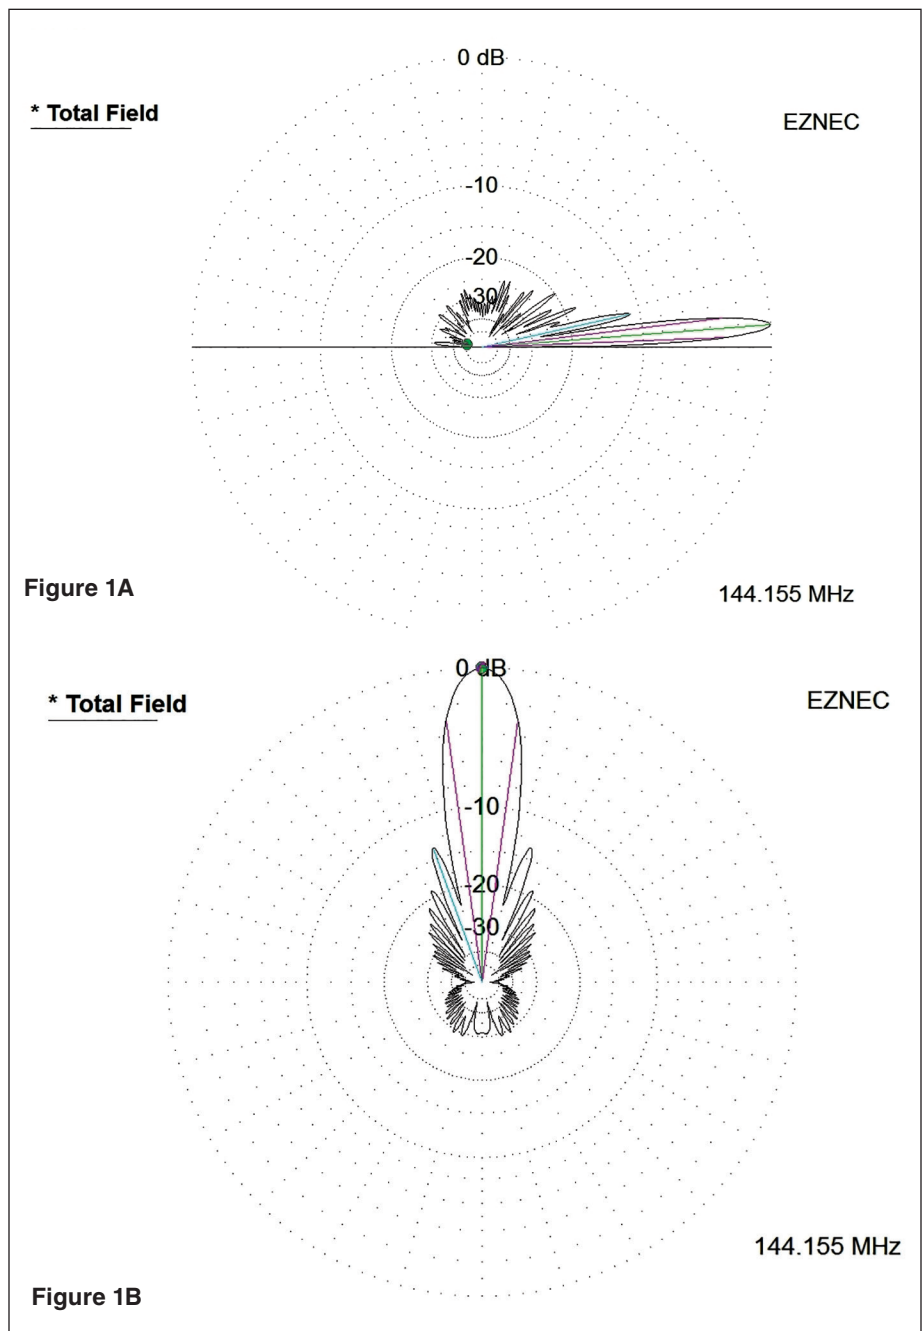 0 dB
* Total Field
EZNEC
-10
-20
-30
Figure 1A
144.155 MHz
0 dB
* Total Field
EZNEC
-10
-20
-30
144.155 MHz
Figure 1B